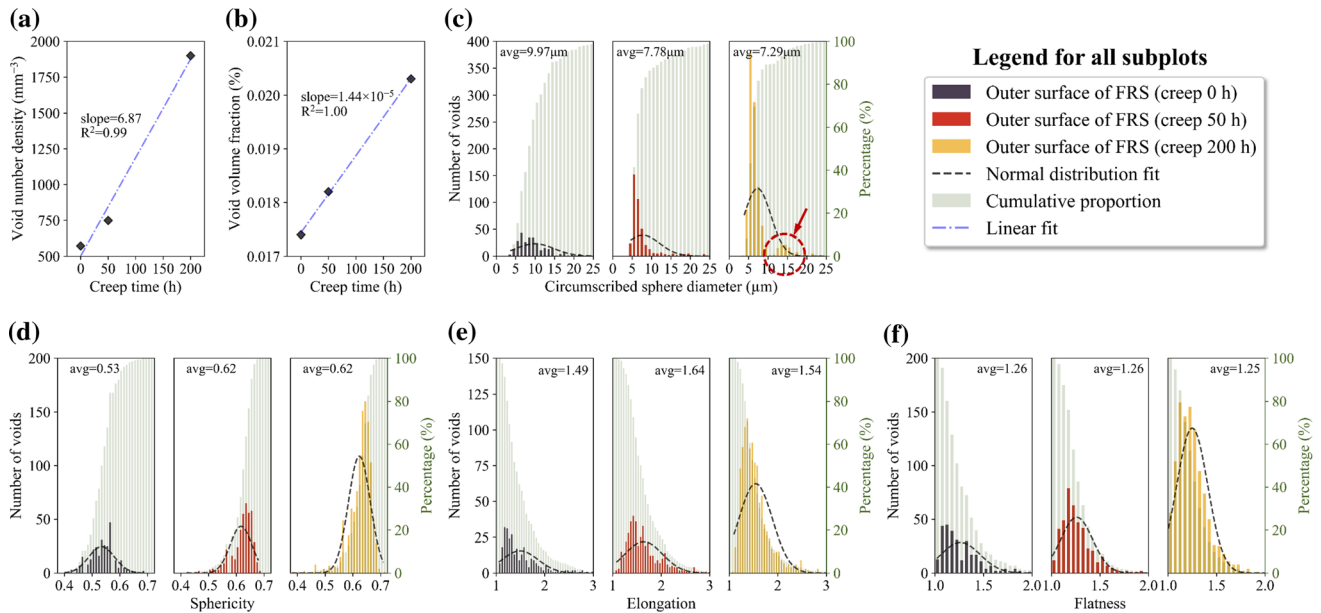 (a)
Void number density (mm⁻³)
2000
1750
1500
1250
1000
750
500
slope=6.87
R²=0.99
0 50 100 150 200
Creep time (h)
(b)
Void volume fraction (%)
0.021
0.020
0.019
0.018
0.017
slope=1.44×10⁻⁵
R²=1.00
0 50 100 150 200
Creep time (h)
(c)
Number of voids
400
350
300
250
200
150
100
50
0
avg=9.97μm
avg=7.78μm
avg=7.29μm
100
80
60
40
20
0
Percentage (%)
0 5 10 15 20 25
0 5 10 15 20 25
0 5 10 15 20 25
Circumscribed sphere diameter (μm)
Legend for all subplots
Outer surface of FRS (creep 0 h)
Outer surface of FRS (creep 50 h)
Outer surface of FRS (creep 200 h)
Normal distribution fit
Cumulative proportion
Linear fit
(d)
Number of voids
200
150
100
50
0
avg=0.53
avg=0.62
avg=0.62
100
80
60
40
20
0
Percentage (%)
0.4 0.5 0.6 0.7
0.4 0.5 0.6 0.7
0.4 0.5 0.6 0.7
Sphericity
(e)
Number of voids
150
125
100
75
50
25
0
avg=1.49
avg=1.64
avg=1.54
100
80
60
40
20
0
Percentage (%)
1 2 3
1 2 3
1 2 3
Elongation
(f)
Number of voids
200
150
100
50
0
avg=1.26
avg=1.26
avg=1.25
100
80
60
40
20
0
Percentage (%)
1.0 1.5 2.0
1.0 1.5 2.0
1.0 1.5 2.0
Flatness